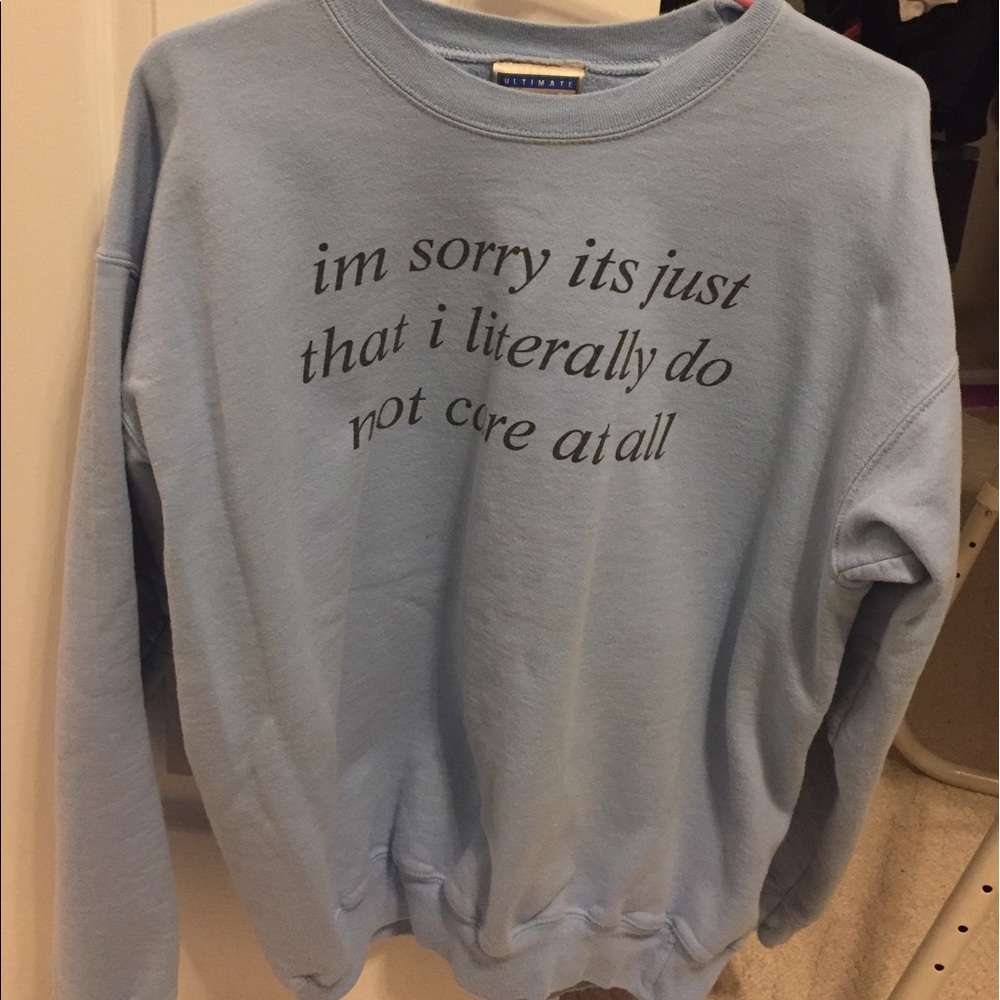 ULTIMATE
im sorry its just
that i literally do
not care at all